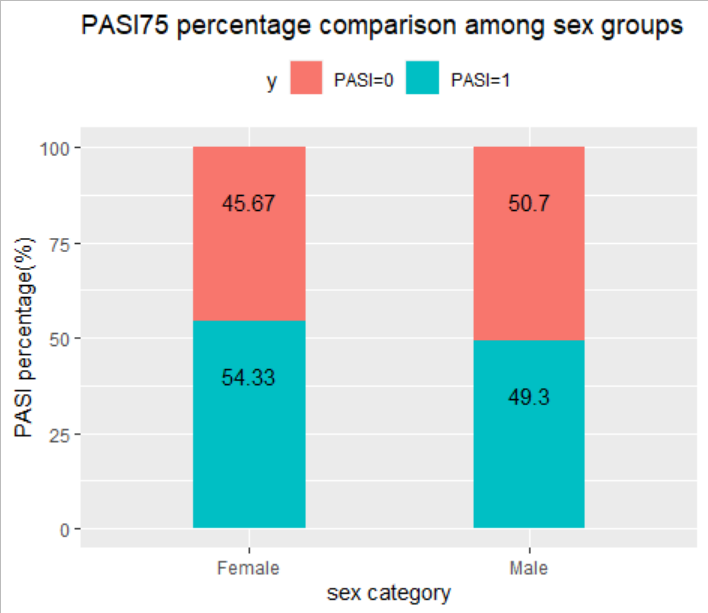 PASI75 percentage comparison among sex groups
y PASI=0 PASI=1
PASI percentage(%)
100
75
50
25
0
45.67
50.7
54.33
49.3
Female Male
sex category